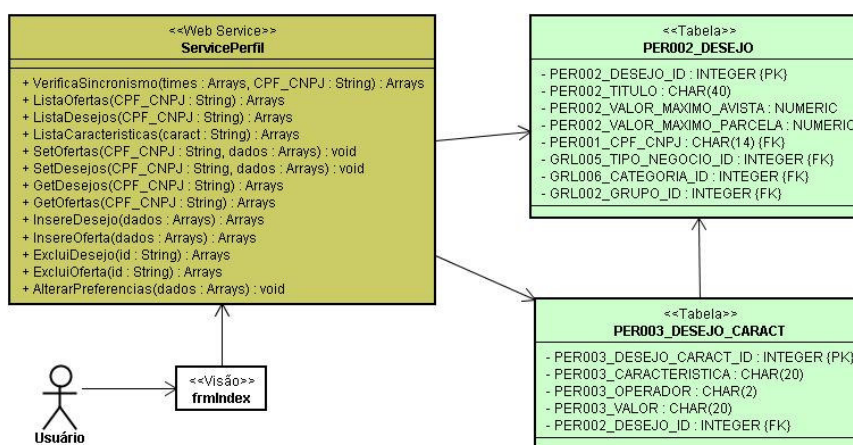 <<Web Service>>
ServicePerfil
+ VerificaSincronismo(times : Arrays, CPF_CNPJ : String) : Arrays
+ ListaOfertas(CPF_CNPJ : String) : Arrays
+ ListaDesejos(CPF_CNPJ : String) : Arrays
+ ListaCaracteristicas(caract : String) : Arrays
+ SetOfertas(CPF_CNPJ : String, dados : Arrays) : void
+ SetDesejos(CPF_CNPJ : String, dados : Arrays) : void
+ GetDesejos(CPF_CNPJ : String) : Arrays
+ GetOfertas(CPF_CNPJ : String) : Arrays
+ InsereDesejo(dados : Arrays) : Arrays
+ InsereOferta(dados : Arrays) : Arrays
+ ExcluiDesejo(id : String) : Arrays
+ ExcluiOferta(id : String) : Arrays
+ AlterarPreferencias(dados : Arrays) : void
<<Tabela>>
PER002_DESEJO
- PER002_DESEJO_ID : INTEGER {PK}
- PER002_TITULO : CHAR(40)
- PER002_VALOR_MAXIMO_AVISTA : NUMERIC
- PER002_VALOR_MAXIMO_PARCELA : NUMERIC
- PER001_CPF_CNPJ : CHAR(14) {FK}
- GRL005_TIPO_NEGOCIO_ID : INTEGER {FK}
- GRL006_CATEGORIA_ID : INTEGER {FK}
- GRL002_GRUPO_ID : INTEGER {FK}
<<Tabela>>
PER003_DESEJO_CARACT
- PER003_DESEJO_CARACT_ID : INTEGER {PK}
- PER003_CARACTERISTICA : CHAR(20)
- PER003_OPERADOR : CHAR(2)
- PER003_VALOR : CHAR(20)
- PER002_DESEJO_ID : INTEGER {FK}
<<Visão>>
frmIndex
Usuário